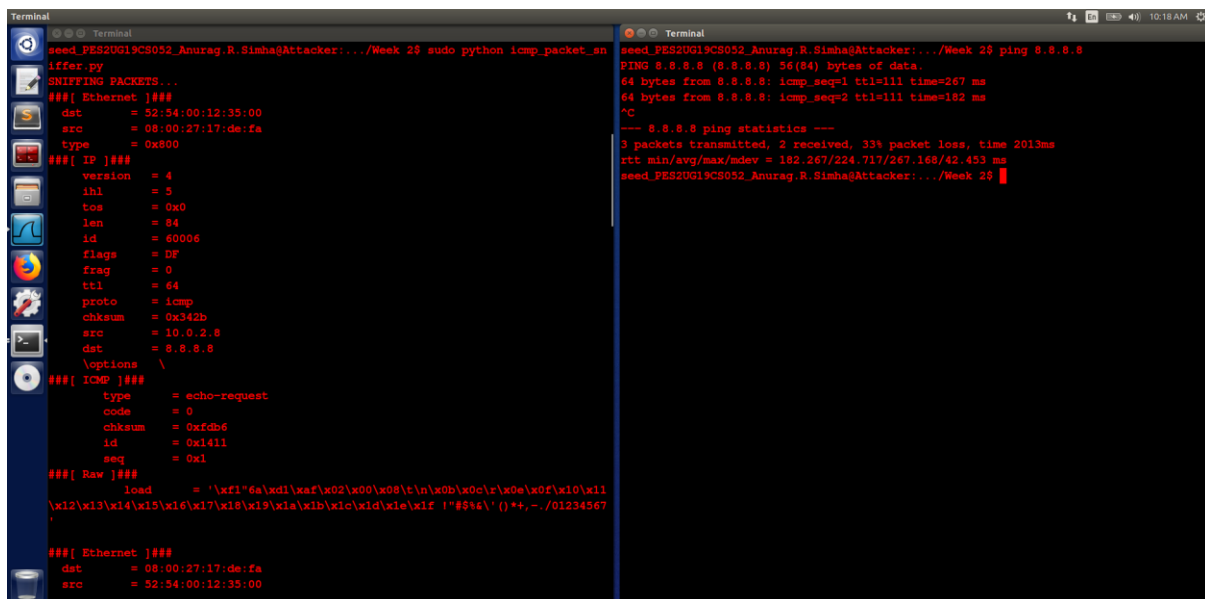 Terminal
En
10:18 AM
Terminal
seed_PES2UG19CS052_Anurag.R.Simha@Attacker:.../Week 2$ sudo python icmp_packet_sn
iffer.py
SNIFFING PACKETS...
###[ Ethernet ]###
dst = 52:54:00:12:35:00
src = 08:00:27:17:de:fa
type = 0x800
###[ IP ]###
version = 4
ihl = 5
tos = 0x0
len = 84
id = 60006
flags = DF
frag = 0
ttl = 64
proto = icmp
chksum = 0x342b
src = 10.0.2.8
dst = 8.8.8.8
\options \
###[ ICMP ]###
type = echo-request
code = 0
chksum = 0xfdb6
id = 0x1411
seq = 0x1
###[ Raw ]###
load = '\xf1"6a\xd1\xaf\x02\x00\x08\t\n\x0b\x0c\r\x0e\x0f\x10\x11
\x12\x13\x14\x15\x16\x17\x18\x19\x1a\x1b\x1c\x1d\x1e\x1f !"#$%&\'()*+,-./01234567
'
###[ Ethernet ]###
dst = 08:00:27:17:de:fa
src = 52:54:00:12:35:00
Terminal
seed_PES2UG19CS052_Anurag.R.Simha@Attacker:.../Week 2$ ping 8.8.8.8
PING 8.8.8.8 (8.8.8.8) 56(84) bytes of data.
64 bytes from 8.8.8.8: icmp_seq=1 ttl=111 time=267 ms
64 bytes from 8.8.8.8: icmp_seq=2 ttl=111 time=182 ms
^C
--- 8.8.8.8 ping statistics ---
3 packets transmitted, 2 received, 33% packet loss, time 2013ms
rtt min/avg/max/mdev = 182.267/224.717/267.168/42.453 ms
seed_PES2UG19CS052_Anurag.R.Simha@Attacker:.../Week 2$